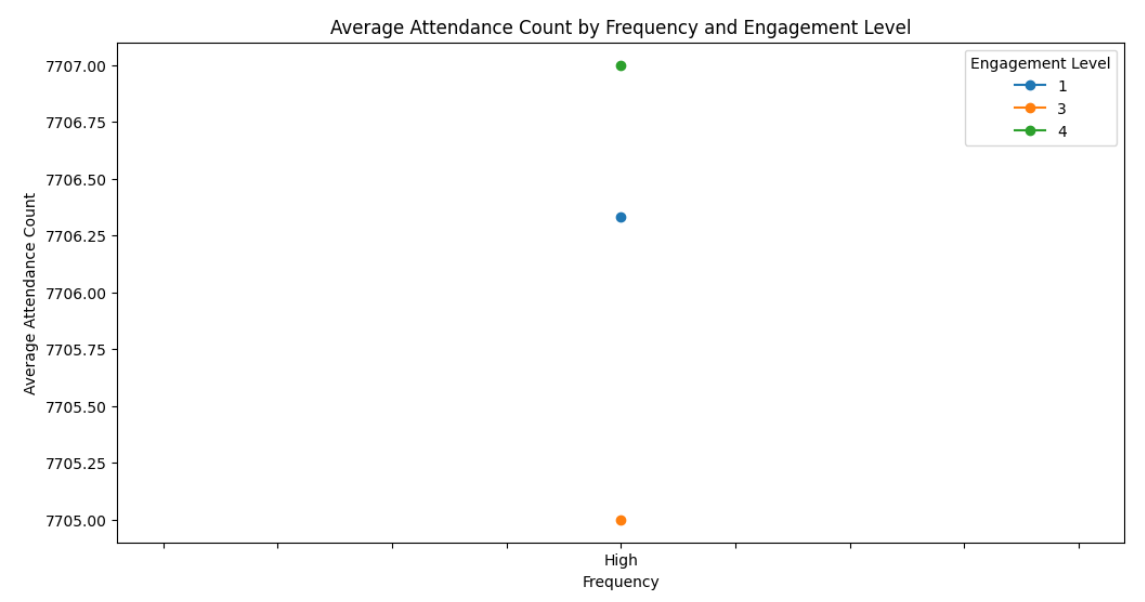 Average Attendance Count by Frequency and Engagement Level
Engagement Level
1
3
4
Average Attendance Count
7707.00
7706.75
7706.50
7706.25
7706.00
7705.75
7705.50
7705.25
7705.00
High
Frequency